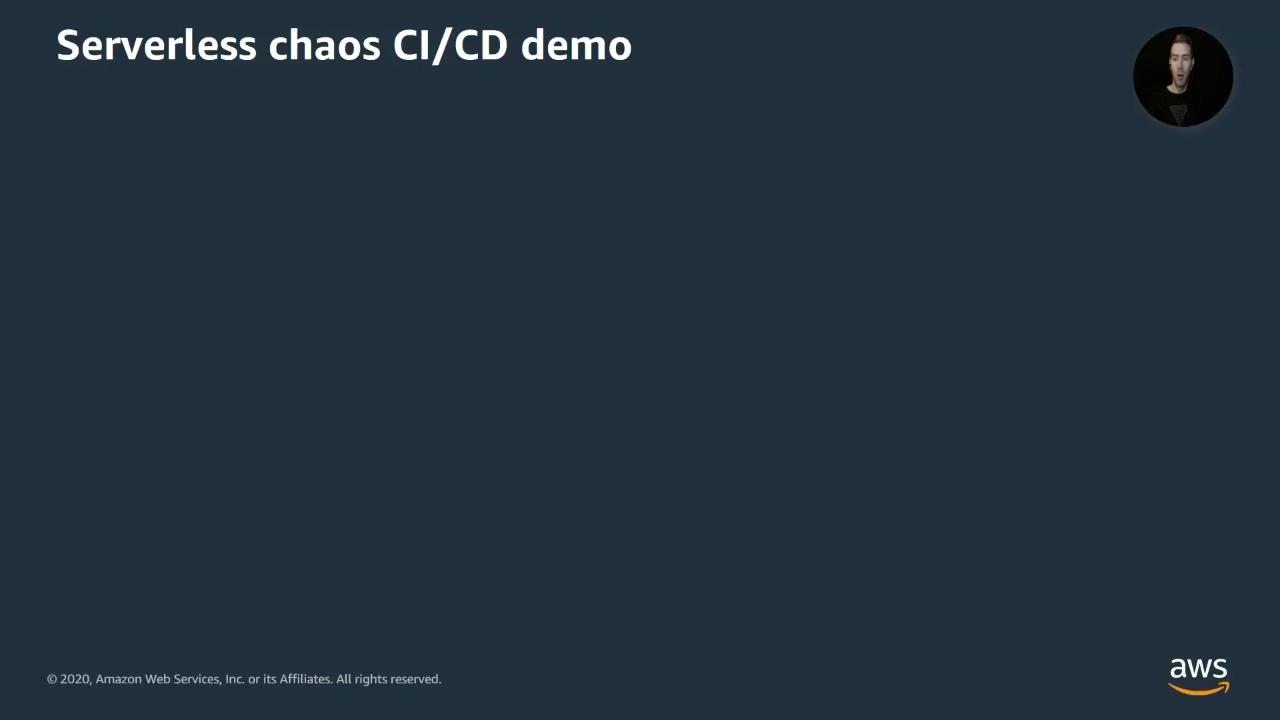 Serverless chaos CI/CD demo
© 2020, Amazon Web Services, Inc. or its Affiliates. All rights reserved.
aws